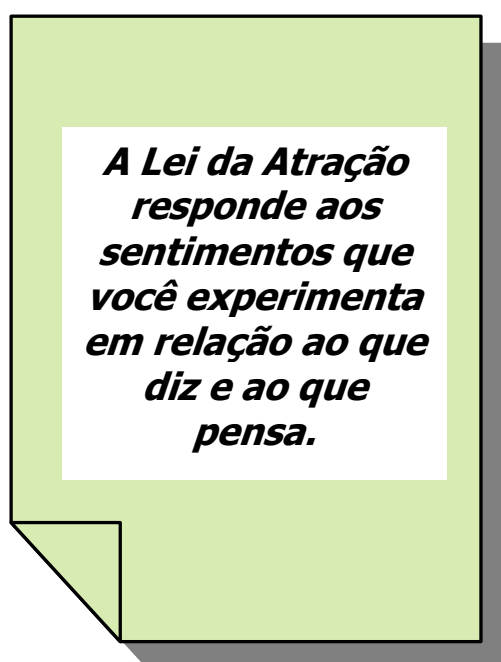 A Lei da Atração
responde aos
sentimentos que
você experimenta
em relação ao que
diz e ao que
pensa.